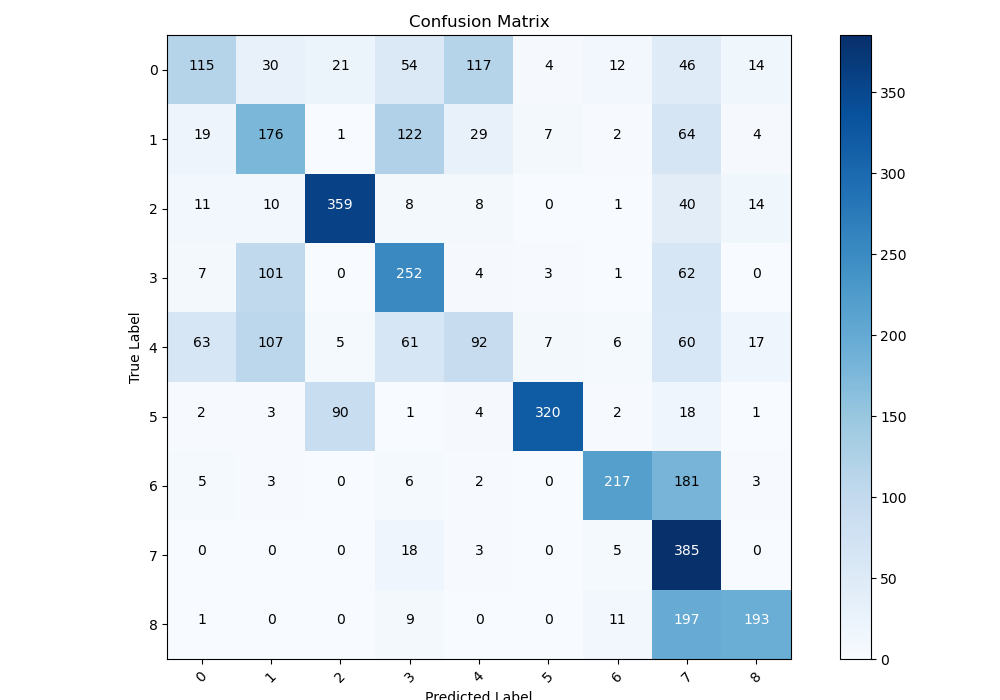 Confusion Matrix
0 115 30 21 54 117 4 12 46 14
1 19 176 1 122 29 7 2 64 4
2 11 10 359 8 8 0 1 40 14
3 7 101 0 252 4 3 1 62 0
4 63 107 5 61 92 7 6 60 17
5 2 3 90 1 4 320 2 18 1
6 5 3 0 6 2 0 217 181 3
7 0 0 0 18 3 0 5 385 0
8 1 0 0 9 0 0 11 197 193
0 1 2 3 4 5 6 7 8
True Label
Predicted Label
350
300
250
200
150
100
50
0